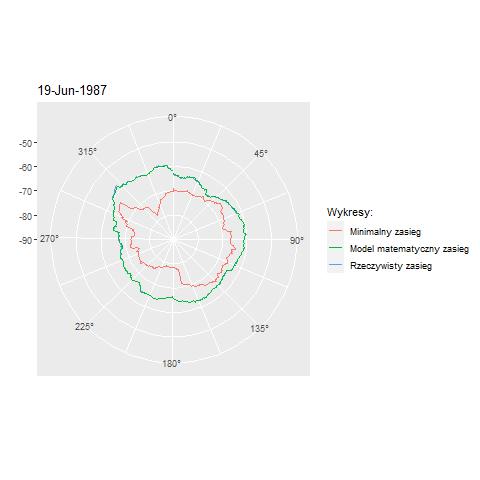 19-Jun-1987
0°
45°
90°
135°
180°
225°
270°
315°
-50
-60
-70
-80
-90
Wykresy:
Minimalny zasieg
Model matematyczny zasieg
Rzeczywisty zasieg